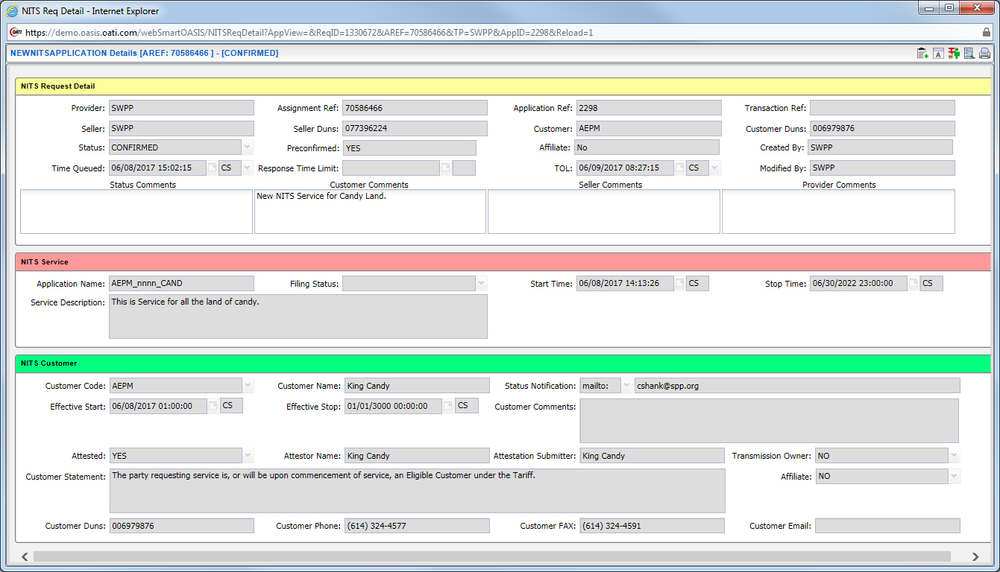 NITS Req Detail - Internet Explorer
OATI https://demo.oasis.oati.com/webSmartOASIS/NITSReqDetail?AppView=&ReqID=1330672&AREF=70586466&TP=SWPP&AppID=2298&Reload=1
NEWNITSAPPLICATION Details [AREF: 70586466 ] - [CONFIRMED]
NITS Request Detail
Provider: SWPP Assignment Ref: 70586466 Application Ref: 2298 Transaction Ref:
Seller: SWPP Seller Duns: 077396224 Customer: AEPM Customer Duns: 006979876
Status: CONFIRMED Preconfirmed: YES Affiliate: No Created By: SWPP
Time Queued: 06/08/2017 15:02:15 CS Response Time Limit: TOL: 06/09/2017 08:27:15 CS Modified By: SWPP
Status Comments Customer Comments Seller Comments Provider Comments
New NITS Service for Candy Land.
NITS Service
Application Name: AEPM_nnnn_CAND Filing Status: Start Time: 06/08/2017 14:13:26 CS Stop Time: 06/30/2022 23:00:00 CS
Service Description: This is Service for all the land of candy.
NITS Customer
Customer Code: AEPM Customer Name: King Candy Status Notification: mailto: cshank@spp.org
Effective Start: 06/08/2017 01:00:00 CS Effective Stop: 01/01/3000 00:00:00 CS Customer Comments:
Attested: YES Attestor Name: King Candy Attestation Submitter: King Candy Transmission Owner: NO
Customer Statement: The party requesting service is, or will be upon commencement of service, an Eligible Customer under the Tariff. Affiliate: NO
Customer Duns: 006979876 Customer Phone: (614) 324-4577 Customer FAX: (614) 324-4591 Customer Email: